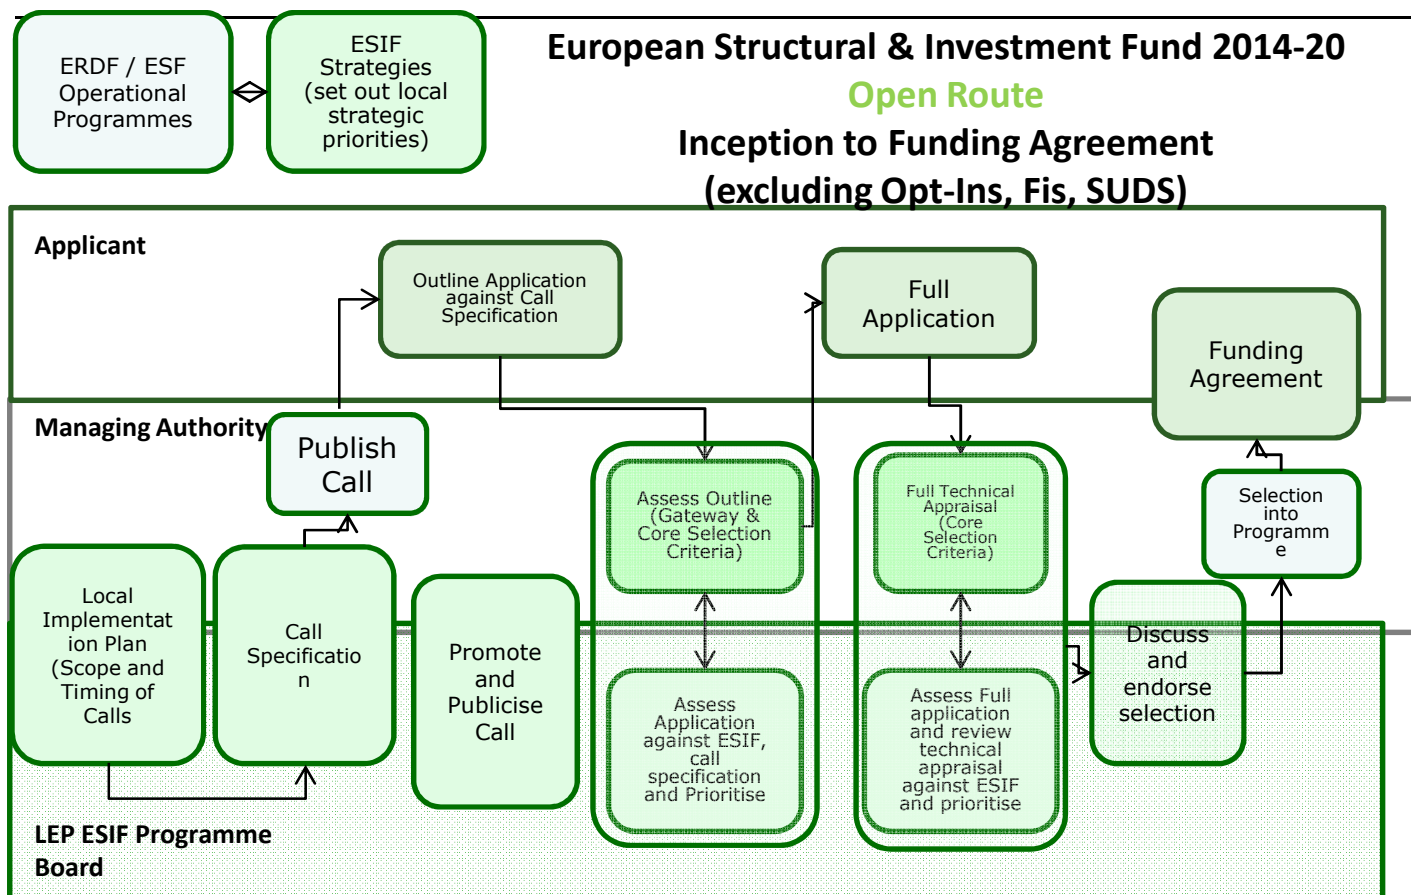 ERDF / ESF
Operational
Programmes
ESIF
Strategies
(set out local
strategic
priorities)
European Structural & Investment Fund 2014-20
Open Route
Inception to Funding Agreement
(excluding Opt-Ins, Fis, SUDS)
Applicant
Outline Application
against Call
Specification
Full
Application
Funding
Agreement
Managing Authority
Publish
Call
Assess Outline
(Gateway &
Core Selection
Criteria)
Full Technical
Appraisal
(Core
Selection
Criteria)
Selection
into
Programm
e
Local
Implementat
ion Plan
(Scope and
Timing of
Calls
Call
Specificatio
n
Promote
and
Publicise
Call
Assess
Application
against ESIF,
call
specification
and Prioritise
Assess Full
application
and review
technical
appraisal
against ESIF
and prioritise
Discuss
and
endorse
selection
LEP ESIF Programme
Board